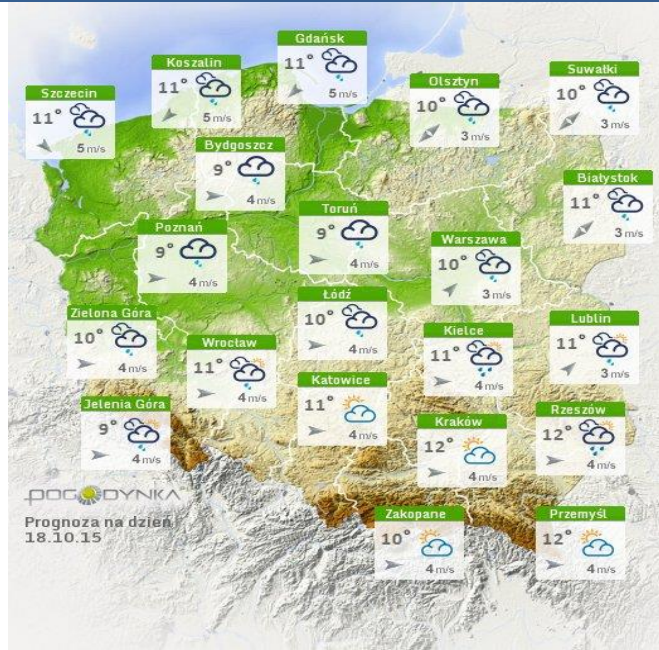 Gdańsk
11°
5 m/s
Koszalin
11°
5 m/s
Suwałki
10°
3 m/s
Olsztyn
10°
3 m/s
Szczecin
11°
5 m/s
Bydgoszcz
9°
4 m/s
Białystok
11°
3 m/s
Toruń
9°
4 m/s
Poznań
9°
4 m/s
Warszawa
10°
3 m/s
Łódź
10°
4 m/s
Zielona Góra
10°
4 m/s
Lublin
11°
3 m/s
Kielce
11°
4 m/s
Wrocław
11°
4 m/s
Katowice
11°
4 m/s
Jelenia Góra
9°
4 m/s
Rzeszów
12°
4 m/s
Kraków
12°
4 m/s
POGODYNKA
Prognoza na dzień
18.10.15
Zakopane
10°
4 m/s
Przemyśl
12°
4 m/s